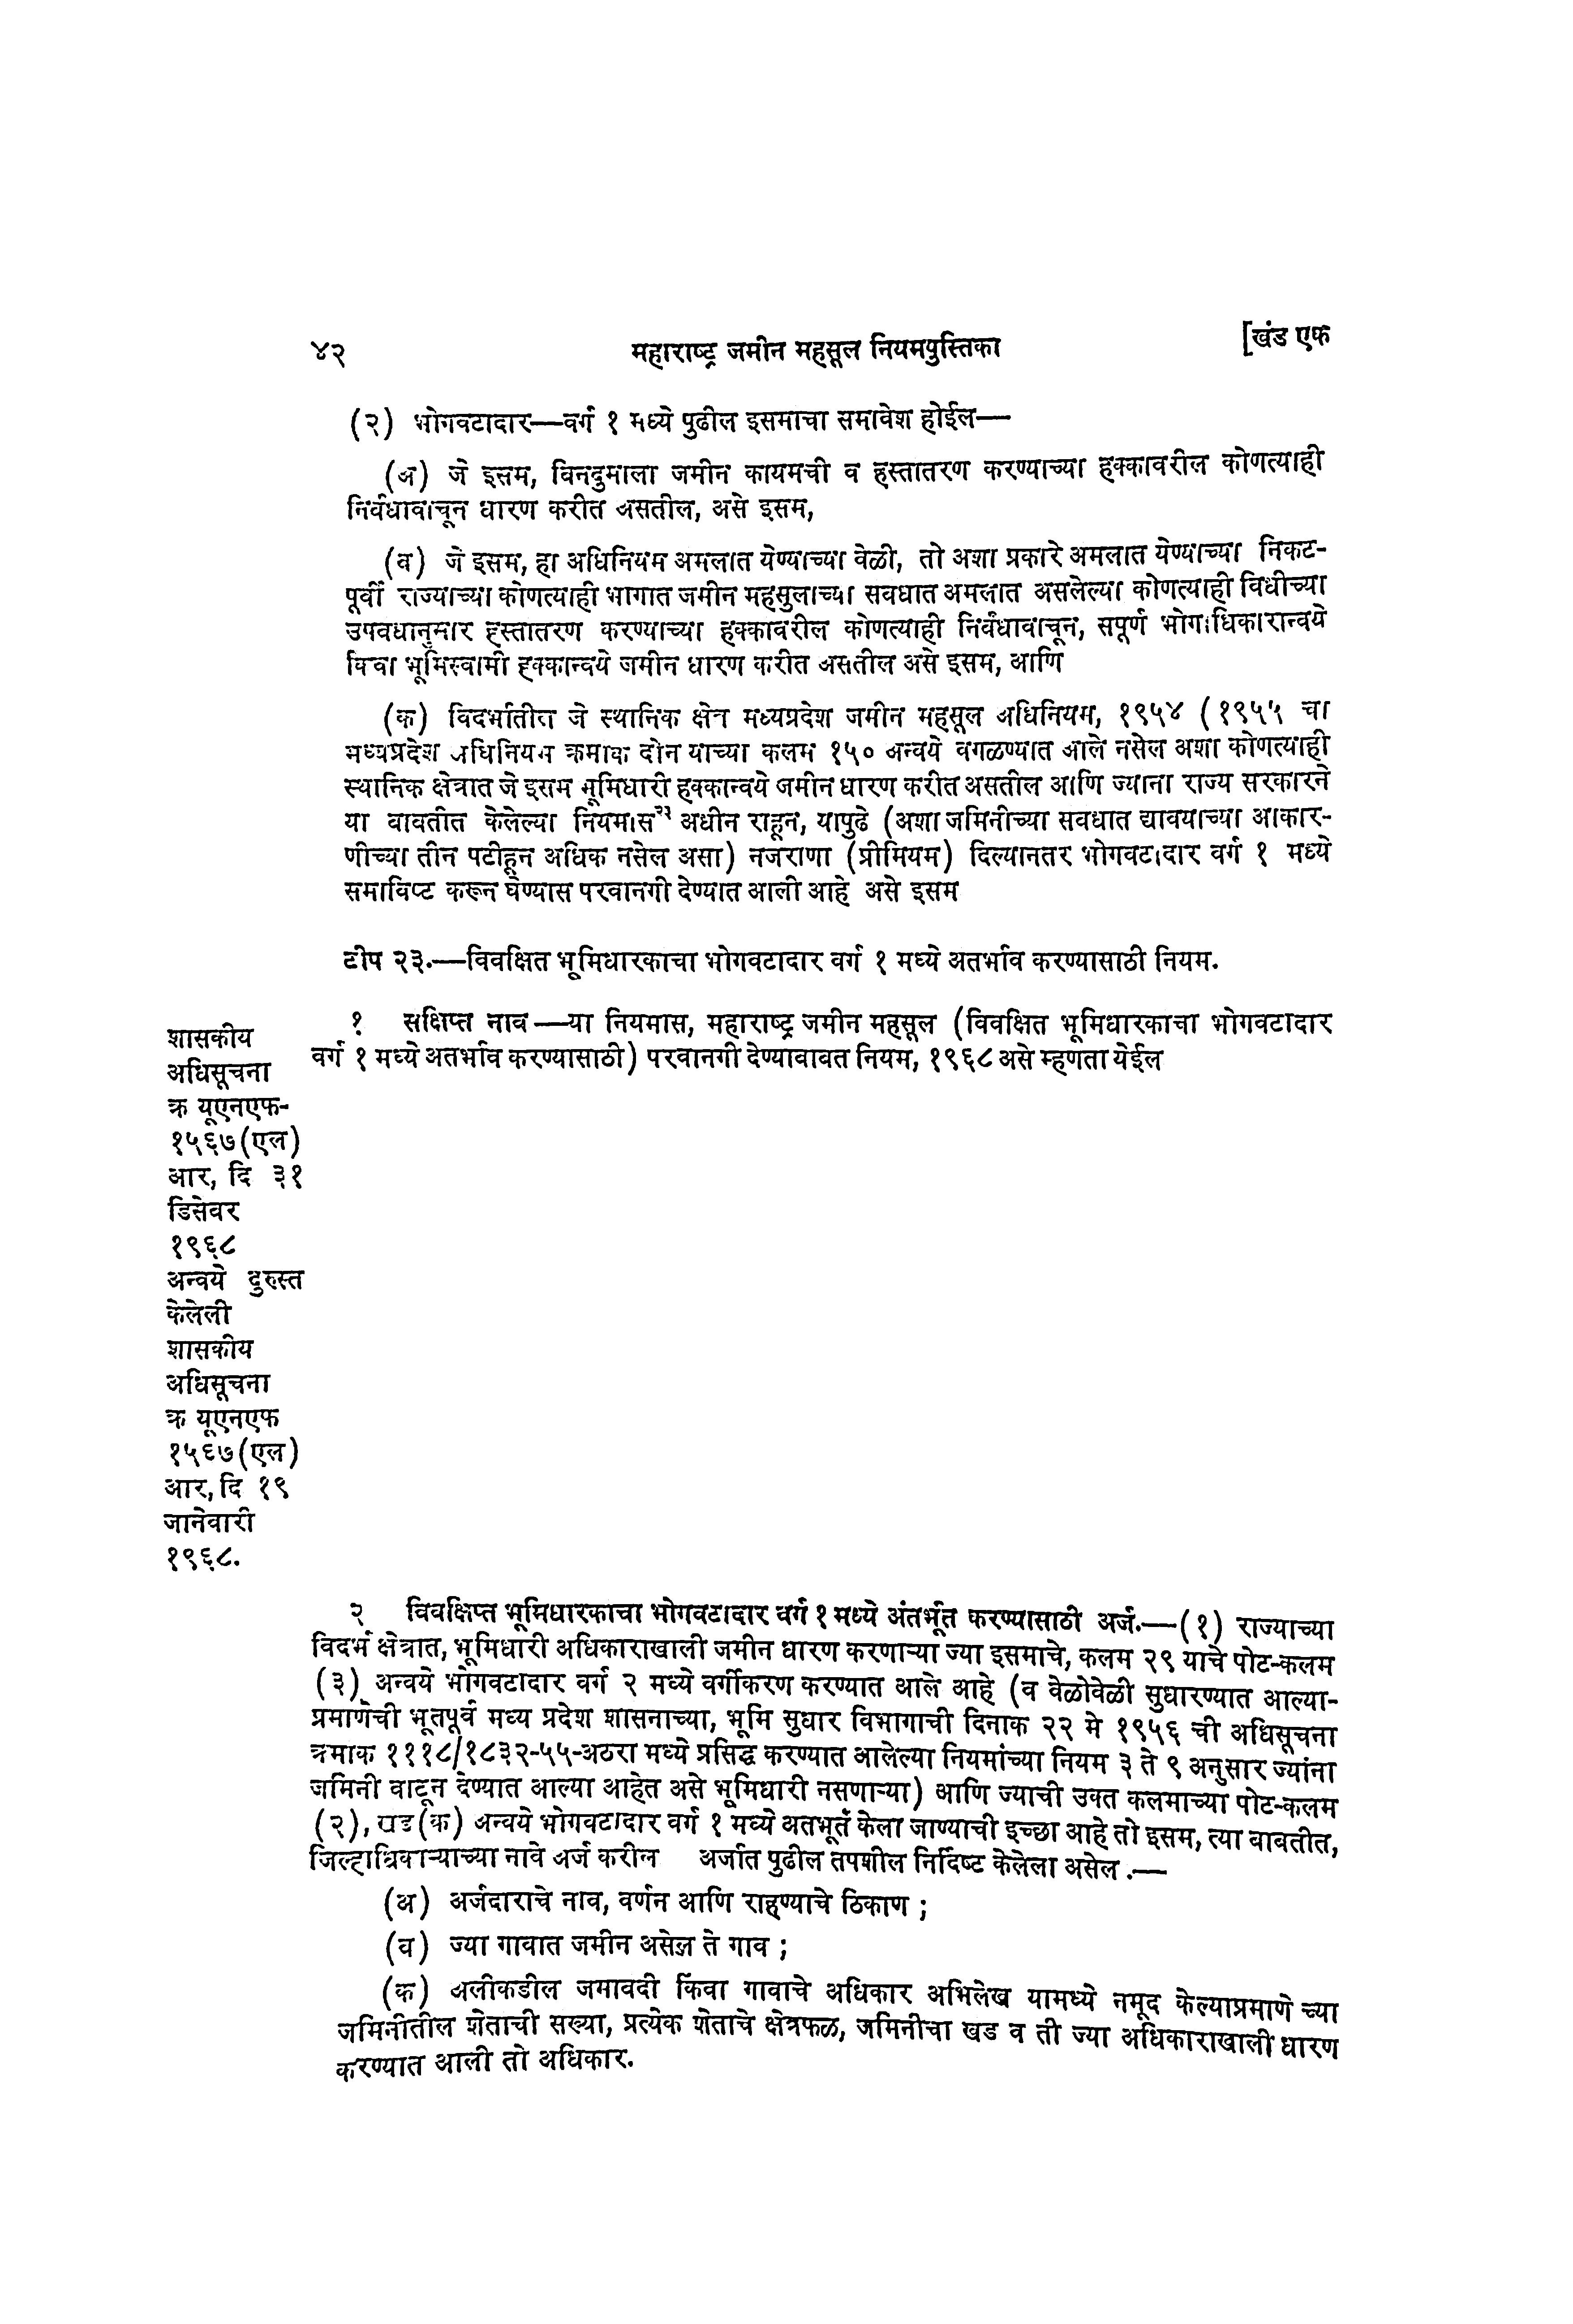 ४२ महाराष्ट्र जमीन महसूल नियमपुस्तिका [खंड एफ
(२) भोगवटादार—वर्ग १ मध्ये पुढील इसमाचा समावेश होईल—
(अ) जे इसम, विनदुमाला जमीन कायमची व हस्तातरण करण्याच्या हक्कावरील कोणत्याही
निर्वधावाचून धारण करीत असतील, असे इसम,
(व) जे इसम, हा अधिनियम अमलात येण्याच्या वेळी, तो अशा प्रकारे अमलात येण्याच्या निकट-
पूर्वी राज्याच्या कोणत्याही भागात जमीन महसुलाच्या सवधात अमलात असलेल्या कोणत्याही विधीच्या
उपवधानुसार हस्तातरण करण्याच्या हक्कावरील कोणत्याही निर्वधावाचून, सपूर्ण भोगाधिकारान्वये
किवा भूमिस्वामी हक्कान्वये जमीन धारण करीत असतील असे इसम, आणि
(क) विदर्भातील जे स्थानिक क्षेत्र मध्यप्रदेश जमीन महसूल अधिनियम, १९५४ (१९५५ चा
मध्यप्रदेश अधिनियम क्रमाक दोन याच्या कलम १५० अन्वये वगळण्यात आले नसेल अशा कोणत्याही
स्थानिक क्षेत्रात जे इसम भूमिधारी हक्कान्वये जमीन धारण करीत असतील आणि ज्याना राज्य सरकारने
या वावतीत केलेल्या नियमास२३ अधीन राहून, यापुढे (अशा जमिनीच्या सवधात द्यावयाच्या आकार-
णीच्या तीन पटीहून अधिक नसेल असा) नजराणा (प्रीमियम) दिल्यानतर भोगवटादार वर्ग १ मध्ये
समाविष्ट करून घेण्यास परवानगी देण्यात आली आहे असे इसम
टीप २३.—विवक्षित भूमिधारकाचा भोगवटादार वर्ग १ मध्ये अतर्भाव करण्यासाठी नियम.
१ सक्षिप्त नाव—या नियमास, महाराष्ट्र जमीन महसूल (विवक्षित भूमिधारकाचा भोगवटादार
वर्ग १ मध्ये अतर्भाव करण्यासाठी) परवानगी देण्यावावत नियम, १९६८ असे म्हणता येईल
शासकीय
अधिसूचना
क्र यूएनएफ-
१५६७(एल)
आर, दि ३१
डिसेवर
१९६८
अन्वये दुरुस्त
केलेली
शासकीय
अधिसूचना
क्र यूएनएफ
१५६७(एल)
आर, दि १९
जानेवारी
१९६८.
२ विवक्षिप्त भूमिधारकाचा भोगवटादार वर्ग १ मध्ये अंतर्भूत करण्यासाठी अर्ज.—(१) राज्याच्या
विदर्भ क्षेत्रात, भूमिधारी अधिकाराखाली जमीन धारण करणाऱ्या ज्या इसमाचे, कलम २९ याचे पोट-कलम
(३) अन्वये भोगवटादार वर्ग २ मध्ये वर्गीकरण करण्यात आले आहे (व वेळोवेळी सुधारण्यात आल्या-
प्रमाणेची भूतपूर्व मध्य प्रदेश शासनाच्या, भूमि सुधार विभागाची दिनाक २२ मे १९५६ ची अधिसूचना
क्रमाक १११८/१८३२-५५-अठरा मध्ये प्रसिद्ध करण्यात आलेल्या नियमांच्या नियम ३ ते ९ अनुसार ज्यांना
जमिनी वाटून देण्यात आल्या आहेत असे भूमिधारी नसणाऱ्या) आणि ज्याची उक्त कलमाच्या पोट-कलम
(२), खड (क) अन्वये भोगवटादार वर्ग १ मध्ये अतभूर्त केला जाण्याची इच्छा आहे तो इसम, त्या वावतीत,
जिल्हाधिकाऱ्याच्या नावे अर्ज करील अर्जात पुढील तपशील निर्दिष्ट केलेला असेल .—
(अ) अर्जदाराचे नाव, वर्णन आणि राहण्याचे ठिकाण ;
(व) ज्या गावात जमीन असेल ते गाव ;
(क) अलीकडील जमावदी किंवा गावाचे अधिकार अभिलेख यामध्ये नमूद केल्याप्रमाणे च्या
जमिनीतील शेताची सख्या, प्रत्येक शेताचे क्षेत्रफळ, जमिनीचा खड व ती ज्या अधिकाराखाली धारण
करण्यात आली तो अधिकार.